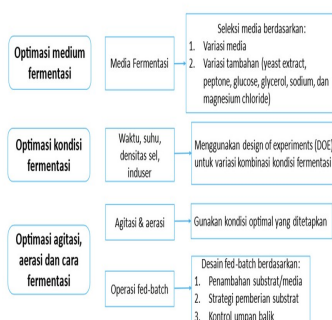 Optimasi medium
fermentasi
Media Fermentasi
Seleksi media berdasarkan:
1. Variasi media
2. Variasi tambahan (yeast extract,
peptone, glucose, glycerol, sodium, dan
magnesium chloride)
Optimasi kondisi
fermentasi
Waktu, suhu,
densitas sel,
induser
Menggunakan design of experiments (DOE)
untuk variasi kombinasi kondisi fermentasi
Optimasi agitasi,
aerasi dan cara
fermentasi
Agitasi & aerasi
Gunakan kondisi optimal yang ditetapkan
Operasi fed-batch
Desain fed-batch berdasarkan:
1. Penambahan substrat/media
2. Strategi pemberian substrat
3. Kontrol umpan balik